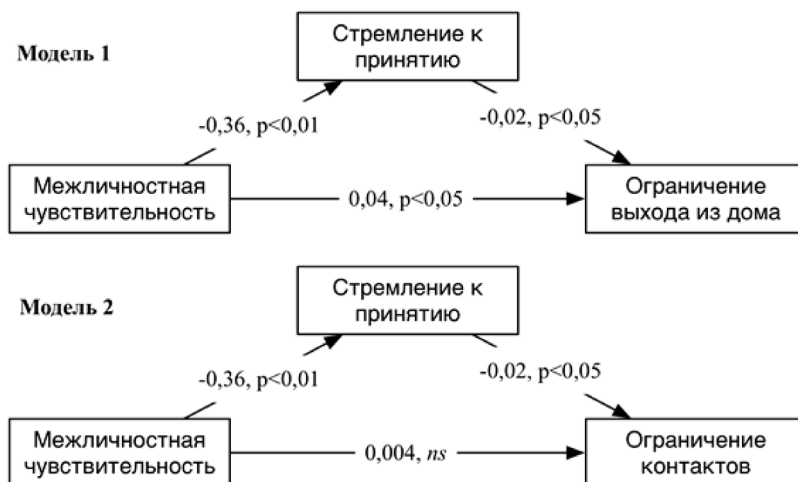 Модель 1
Стремление к
принятию
-0,36, p<0,01
-0,02, p<0,05
Межличностная
чувствительность
0,04, p<0,05
Ограничение
выхода из дома
Модель 2
Стремление к
принятию
-0,36, p<0,01
-0,02, p<0,05
Межличностная
чувствительность
0,004, ns
Ограничение
контактов